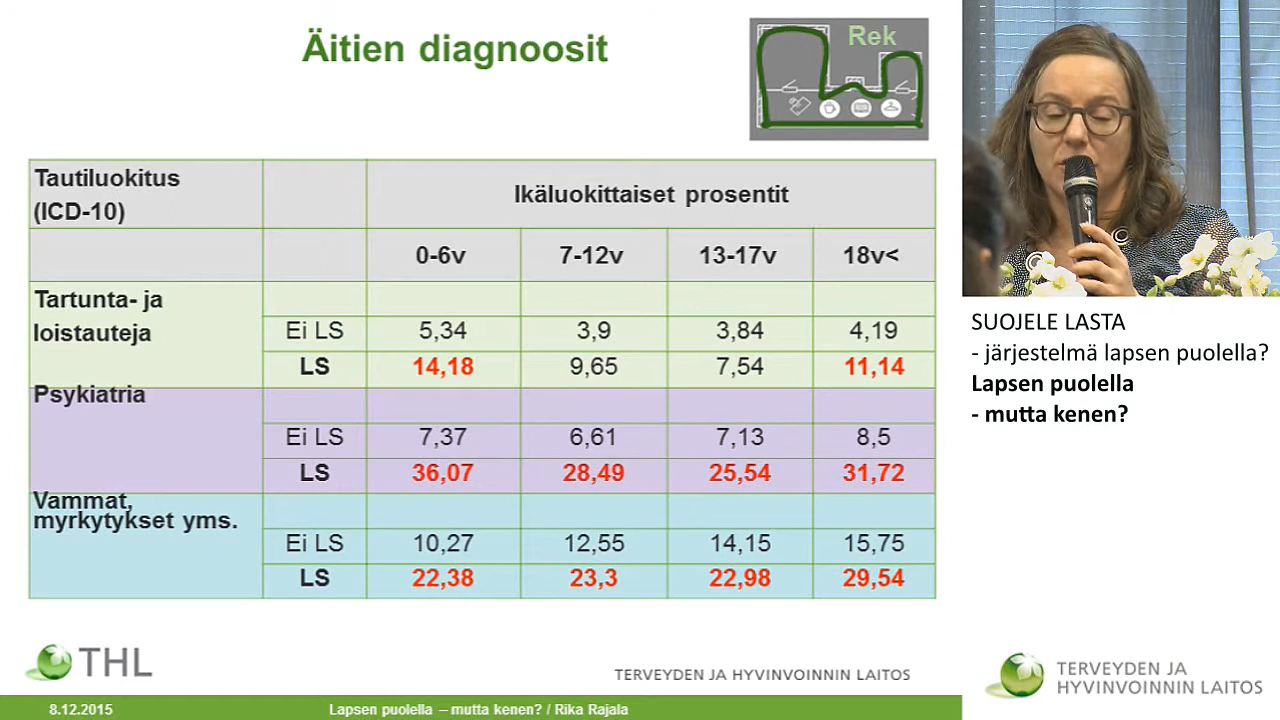 Äitien diagnoosit
Rek
Tautiluokitus
(ICD-10)
Ikäluokittaiset prosentit
0-6v 7-12v 13-17v 18v<
Tartunta- ja
loistauteja
Ei LS 5,34 3,9 3,84 4,19
LS 14,18 9,65 7,54 11,14
Psykiatria
Ei LS 7,37 6,61 7,13 8,5
LS 36,07 28,49 25,54 31,72
Vammat,
myrkytykset yms.
Ei LS 10,27 12,55 14,15 15,75
LS 22,38 23,3 22,98 29,54
THL
TERVEYDEN JA HYVINVOINNIN LAITOS
8.12.2015 Lapsen puolella – mutta kenen? / Rika Rajala
SUOJELE LASTA
- järjestelmä lapsen puolella?
Lapsen puolella
- mutta kenen?
TERVEYDEN JA
HYVINVOINNIN LAITOS